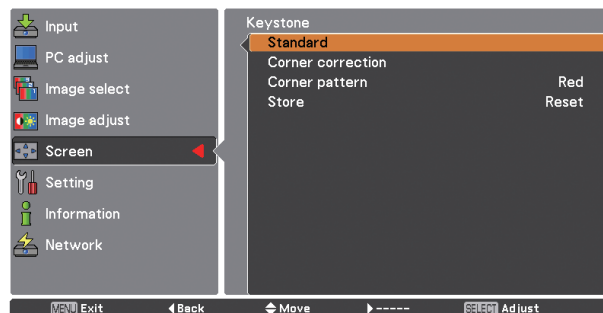 Input
PC adjust
Image select
Image adjust
Screen
Setting
Information
Network
Keystone
Standard
Corner correction
Corner pattern Red
Store Reset
MENU Exit Back Move ----- SELECT Adjust